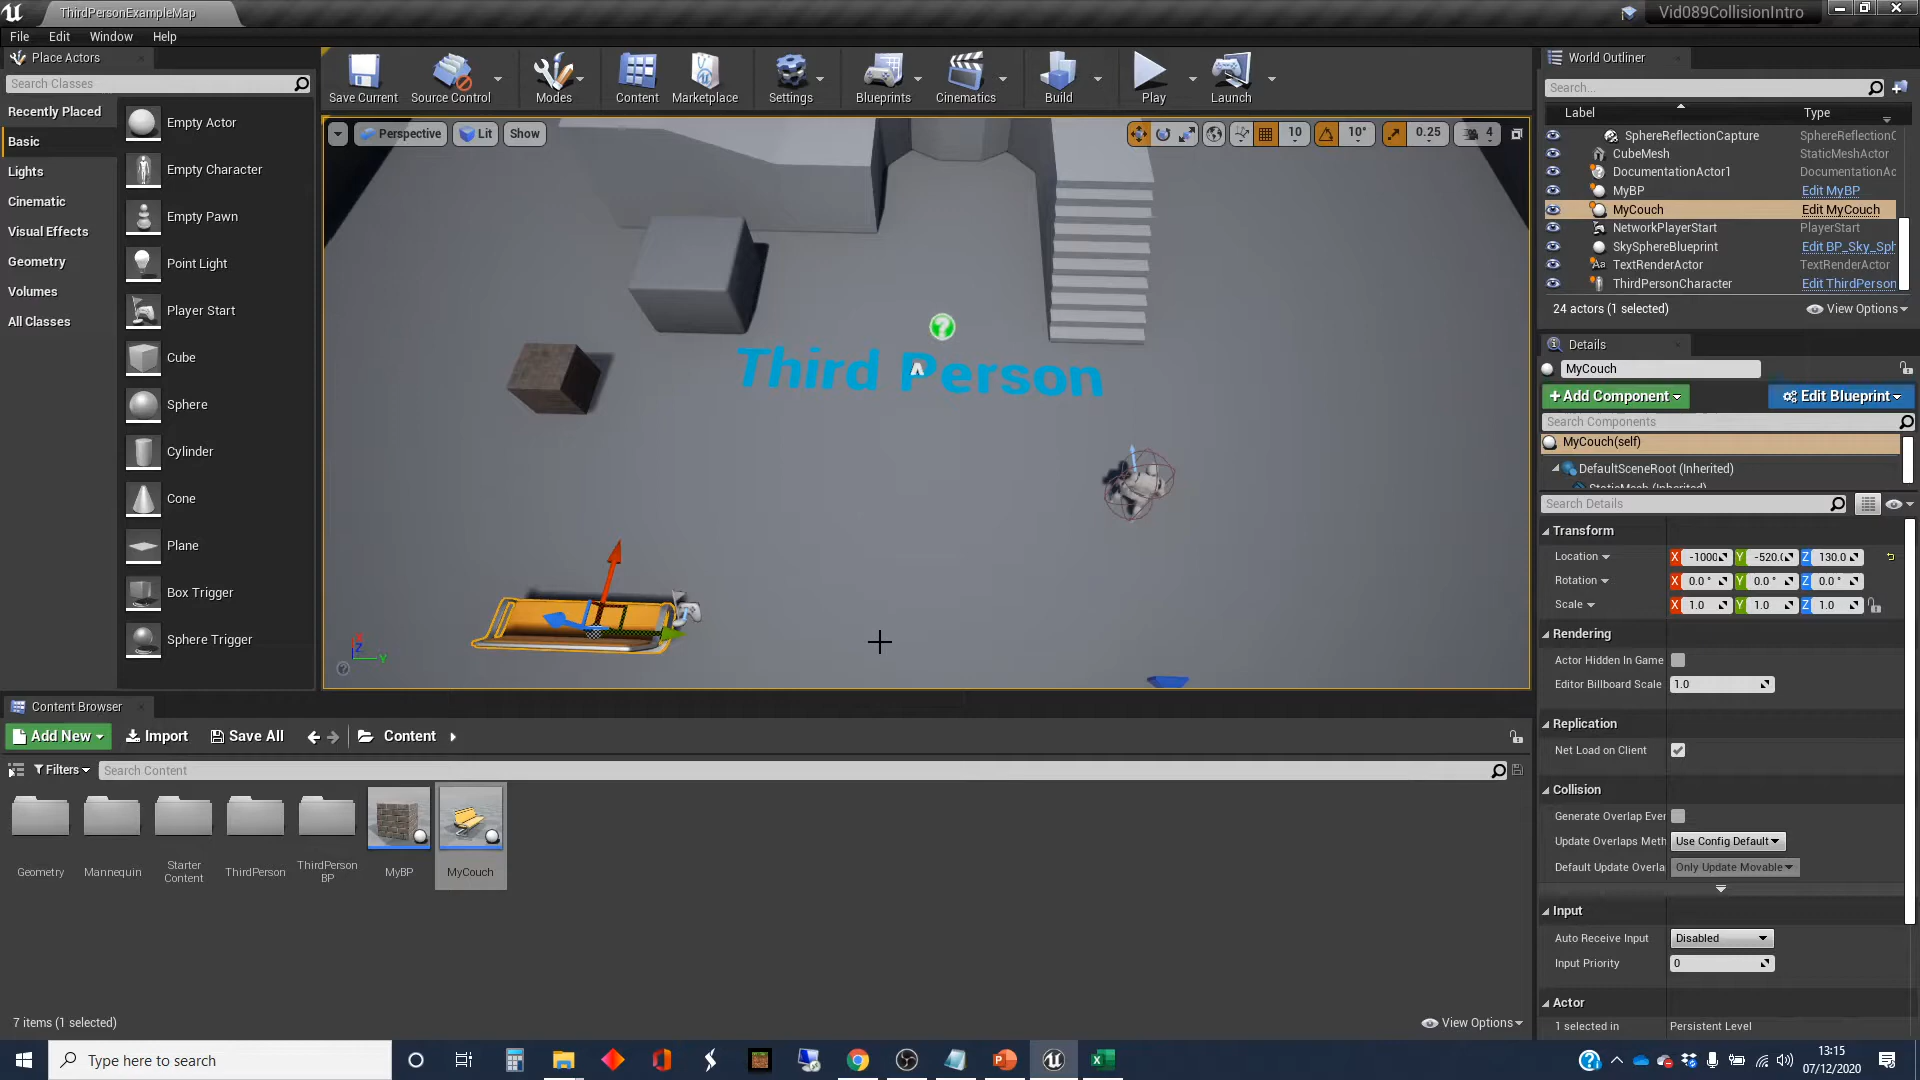 ThirdPersonExampleMap
Vid089CollisionIntro
File Edit Window Help
Place Actors
Search Classes
Recently Placed
Basic
Lights
Cinematic
Visual Effects
Geometry
Volumes
All Classes
Empty Actor
Empty Character
Empty Pawn
Point Light
Player Start
Cube
Sphere
Cylinder
Cone
Plane
Box Trigger
Sphere Trigger
Save Current Source Control Modes Content Marketplace Settings Blueprints Cinematics Build Play Launch
Perspective Lit Show
10 10° 0.25 4
Third Person
Z Y
World Outliner
Search...
Label Type
SphereReflectionCapture SphereReflectionC
CubeMesh StaticMeshActor
DocumentationActor1 DocumentationAc
MyBP Edit MyBP
MyCouch Edit MyCouch
NetworkPlayerStart PlayerStart
SkySphereBlueprint Edit BP_Sky_Sph
TextRenderActor TextRenderActor
ThirdPersonCharacter Edit ThirdPerson
24 actors (1 selected) View Options
Details
MyCouch
+Add Component Edit Blueprint
Search Components
MyCouch(self)
DefaultSceneRoot (Inherited)
StaticMesh (Inherited)
Search Details
Transform
Location X -1000 Y -520.0 Z 130.0
Rotation X 0.0 ° Y 0.0 ° Z 0.0 °
Scale X 1.0 Y 1.0 Z 1.0
Rendering
Actor Hidden In Game
Editor Billboard Scale 1.0
Replication
Net Load on Client
Collision
Generate Overlap Ever
Update Overlaps Meth Use Config Default
Default Update Overla Only Update Movable
Input
Auto Receive Input Disabled
Input Priority 0
Actor
1 selected in Persistent Level
Content Browser
Add New Import Save All Content
Filters Search Content
Geometry
Mannequin
Starter Content
ThirdPerson
ThirdPerson BP
MyBP
MyCouch
7 items (1 selected) View Options
Type here to search
13:15
07/12/2020